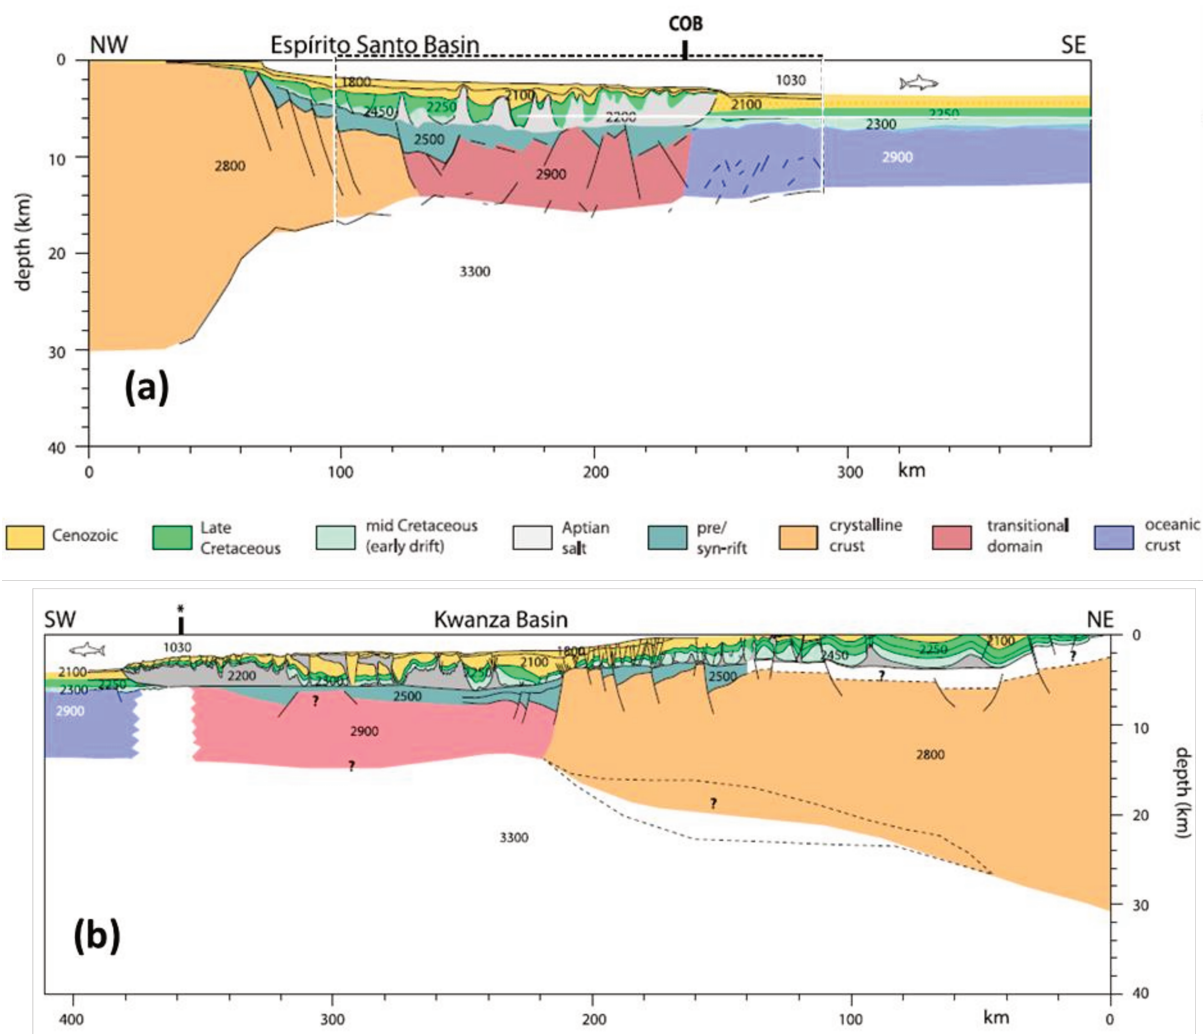 COB
NW
Espírito Santo Basin
SE
0
1800
1030
2100
2100
2450
2250
2250
2200
2300
2500
2900
10
2800
2900
depth (km)
20
3300
30
(a)
40
0
100
200
300
km
Cenozoic
Late
Cretaceous
mid Cretaceous
(early drift)
Aptian
salt
pre/
syn-rift
crystalline
crust
transitional
domain
oceanic
crust
SW
*
Kwanza Basin
NE
0
1030
1800
2100
2250
2450
2100
2100
?
2250
2200
2500
?
2300
2500
2500
?
2900
2900
10
2800
?
depth (km)
?
20
3300
30
(b)
40
400
300
200
100
km
0